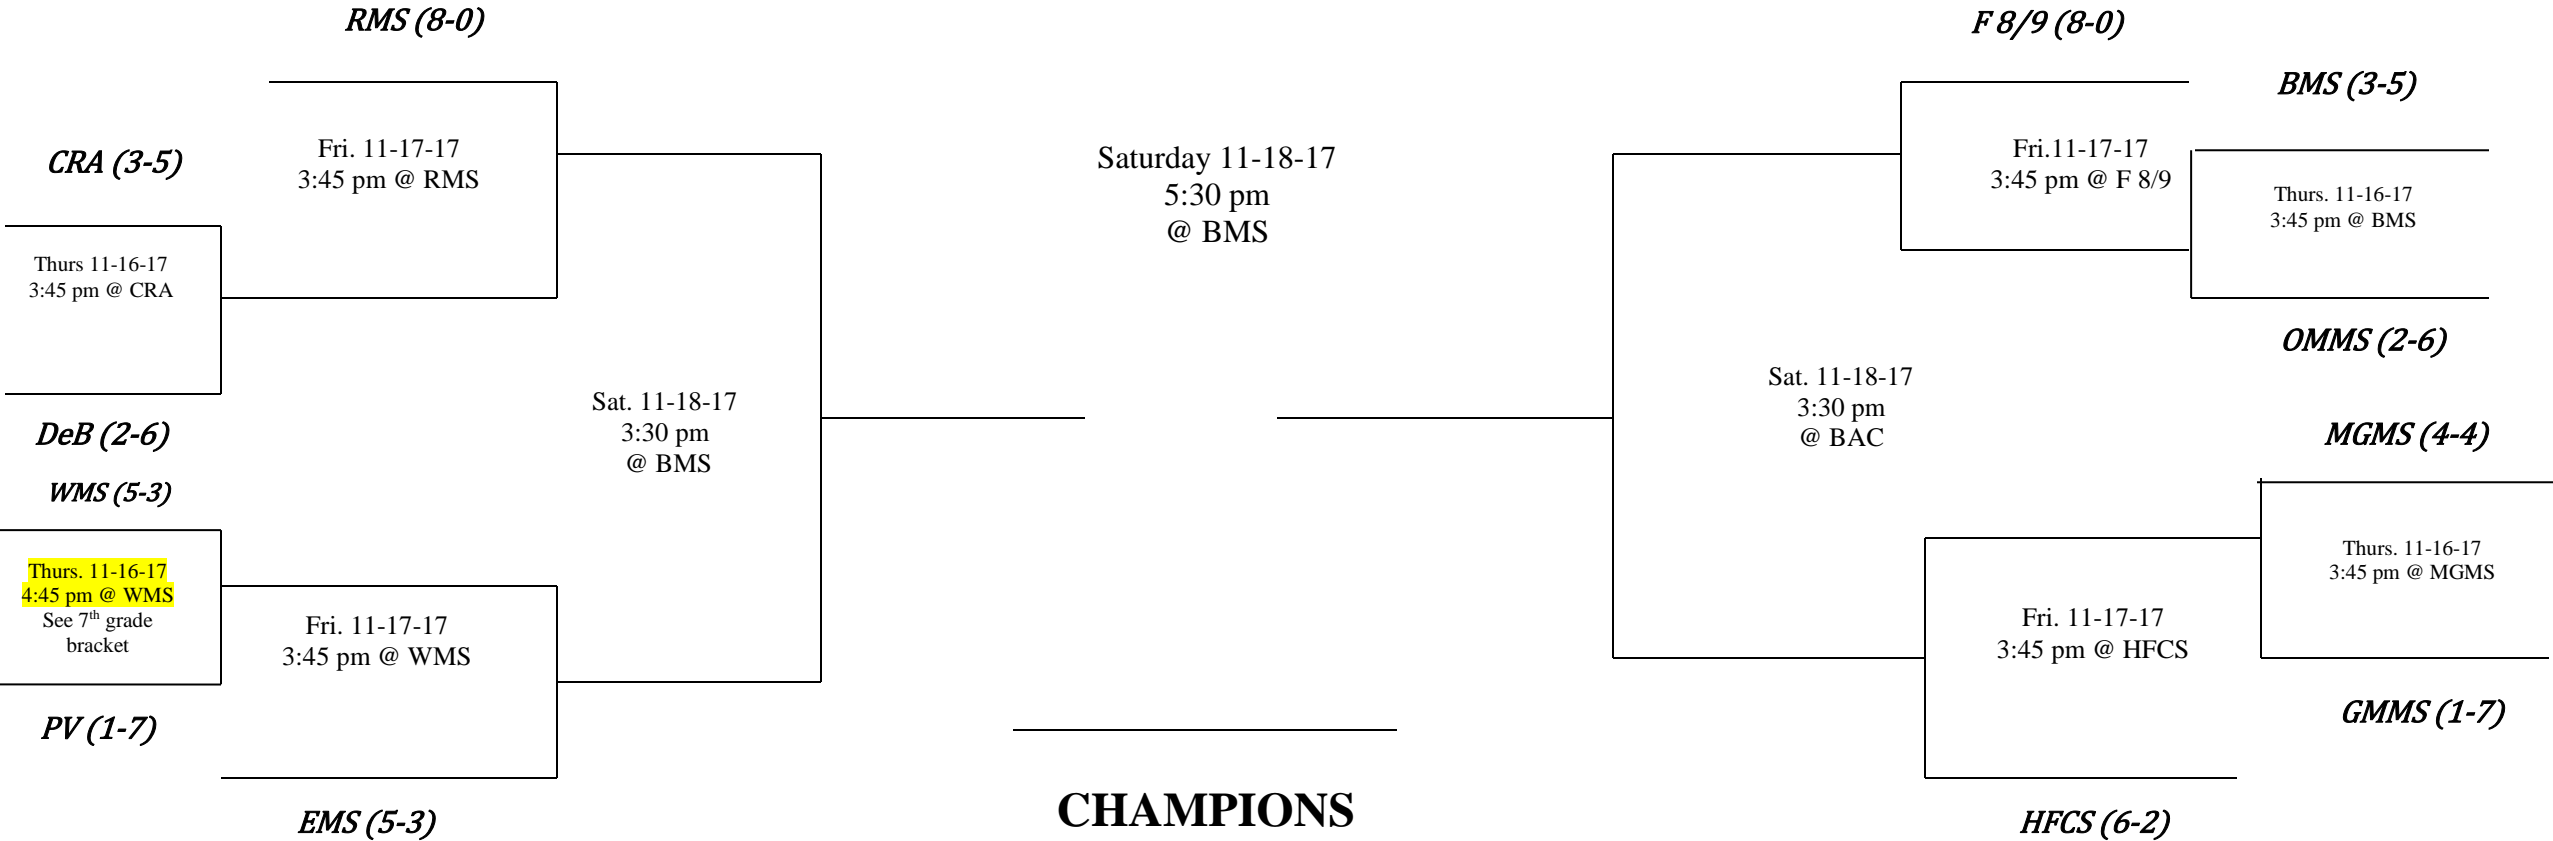 RMS (8-0)
CRA (3-5)
Fri. 11-17-17
3:45 pm @ RMS
Thurs 11-16-17
3:45 pm @ CRA
DeB (2-6)
WMS (5-3)
Thurs. 11-16-17
4:45 pm @ WMS
See 7th grade
bracket
PV (1-7)
Fri. 11-17-17
3:45 pm @ WMS
EMS (5-3)
Sat. 11-18-17
3:30 pm
@ BMS
Saturday 11-18-17
5:30 pm
@ BMS
CHAMPIONS
F 8/9 (8-0)
BMS (3-5)
Fri.11-17-17
3:45 pm @ F 8/9
Thurs. 11-16-17
3:45 pm @ BMS
OMMS (2-6)
Sat. 11-18-17
3:30 pm
@ BAC
MGMS (4-4)
Thurs. 11-16-17
3:45 pm @ MGMS
Fri. 11-17-17
3:45 pm @ HFCS
GMMS (1-7)
HFCS (6-2)